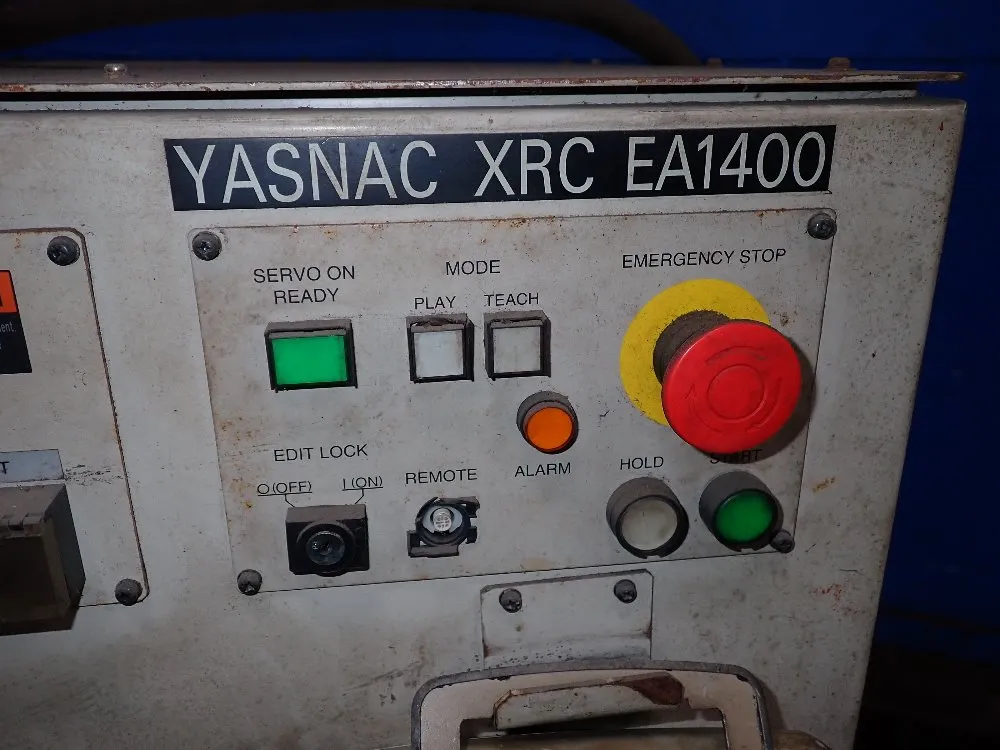 YASNAC XRC EA1400
SERVO ON
READY
MODE
PLAY TEACH
EMERGENCY STOP
EDIT LOCK
O(OFF) I(ON)
REMOTE
ALARM
HOLD
START